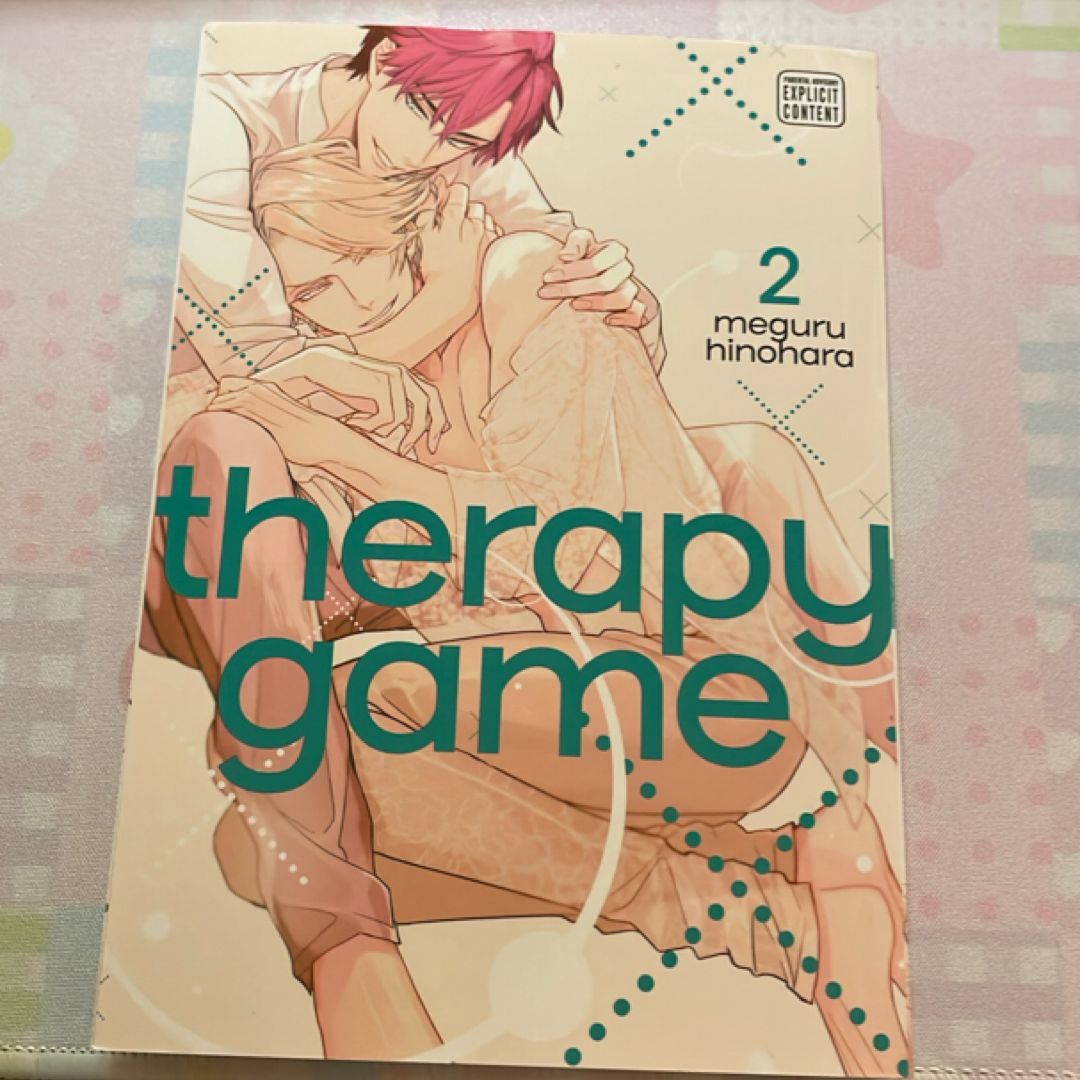 PARENTAL ADVISORY
EXPLICIT
CONTENT
2
meguru
hinohara
therapy
game